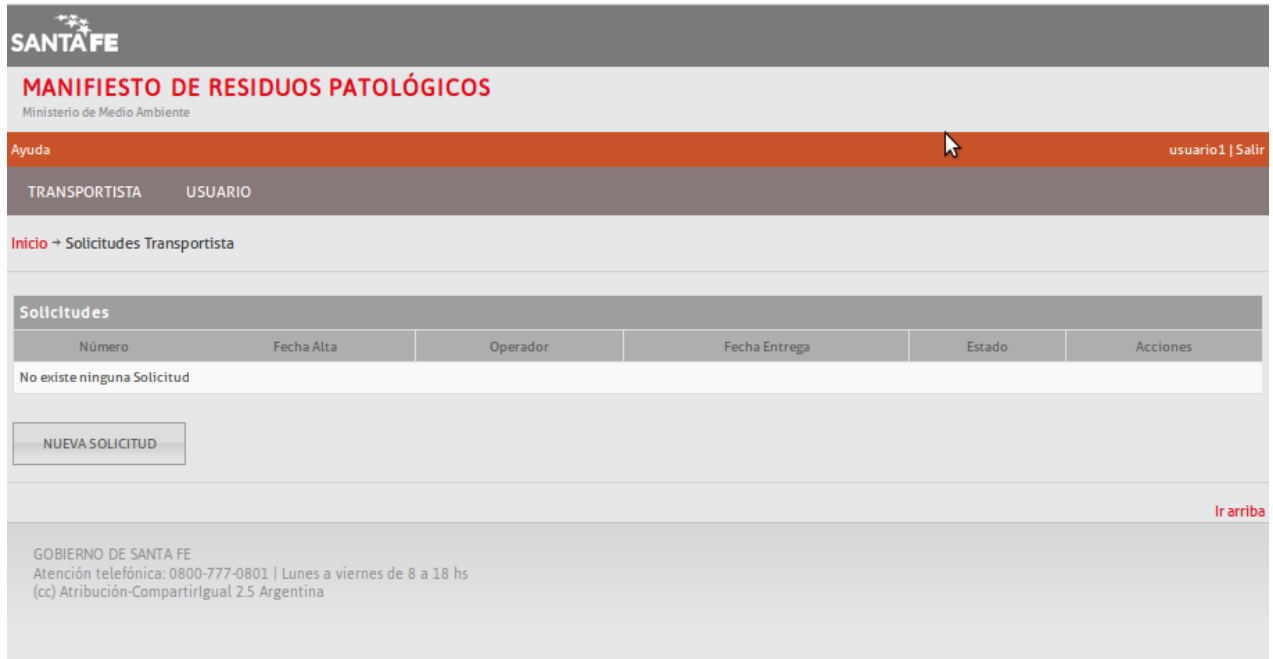 SANTA FE
MANIFIESTO DE RESIDUOS PATOLÓGICOS
Ministerio de Medio Ambiente
Ayuda usuario1 | Salir
TRANSPORTISTA USUARIO
Inicio → Solicitudes Transportista
Solicitudes
Número Fecha Alta Operador Fecha Entrega Estado Acciones
No existe ninguna Solicitud
NUEVA SOLICITUD
Ir arriba
GOBIERNO DE SANTA FE
Atención telefónica: 0800-777-0801 | Lunes a viernes de 8 a 18 hs
(cc) Atribución-CompartirIgual 2.5 Argentina